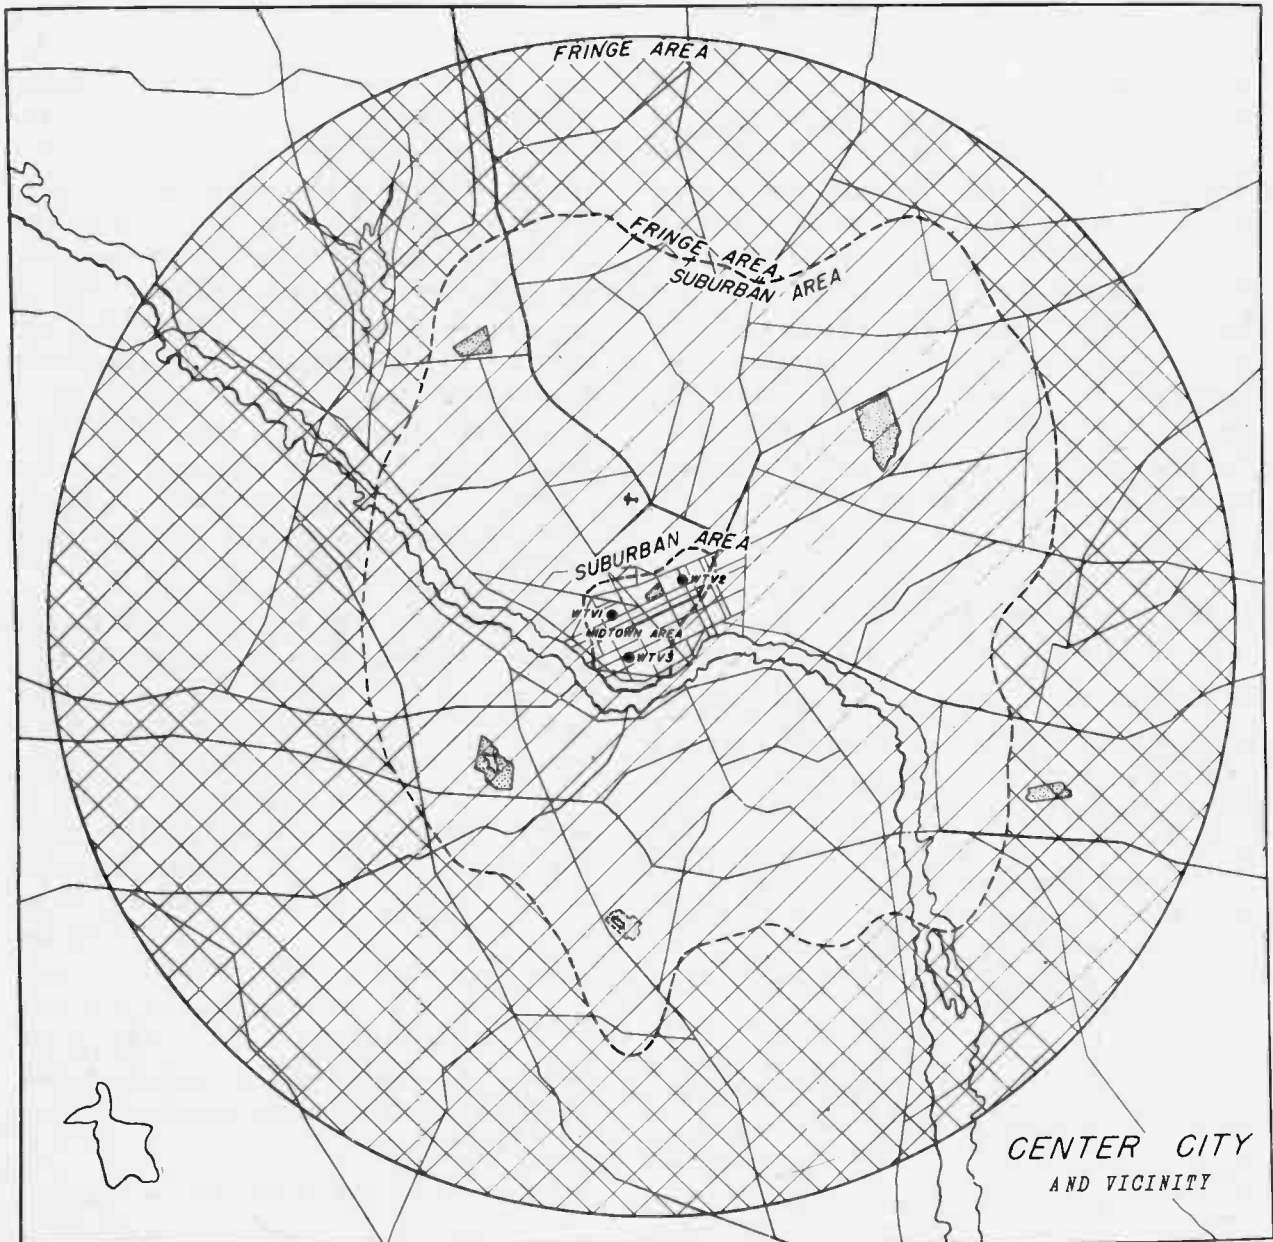 FRINGE AREA
FRINGE AREA
SUBURBAN AREA
SUBURBAN AREA
WTV2
WTV1
MIDTOWN AREA
WTV3
CENTER CITY
AND VICINITY